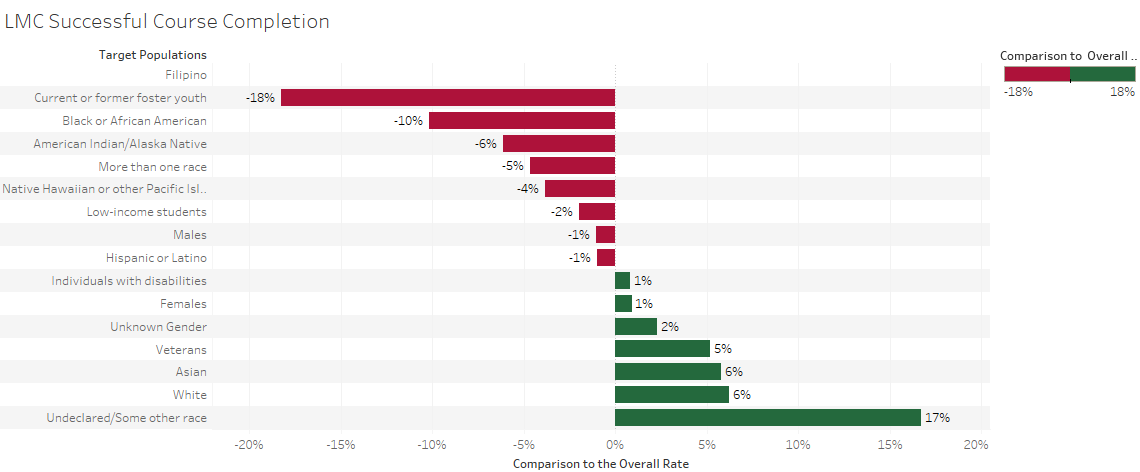 LMC Successful Course Completion
Target Populations
Comparison to Overall ..
-18% 18%
Filipino
Current or former foster youth -18%
Black or African American -10%
American Indian/Alaska Native -6%
More than one race -5%
Native Hawaiian or other Pacific Isl.. -4%
Low-income students -2%
Males -1%
Hispanic or Latino -1%
Individuals with disabilities 1%
Females 1%
Unknown Gender 2%
Veterans 5%
Asian 6%
White 6%
Undeclared/Some other race 17%
-20% -15% -10% -5% 0% 5% 10% 15% 20%
Comparison to the Overall Rate